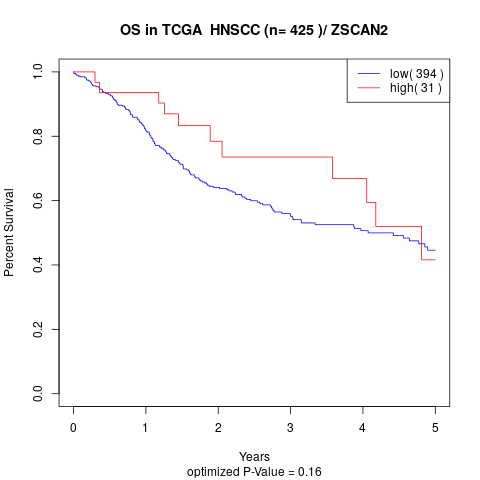 OS in TCGA  HNSCC (n= 425 )/ ZSCAN2
low( 394 )
high( 31 )
Percent Survival
1.0
0.8
0.6
0.4
0.2
0.0
0 1 2 3 4 5
Years
optimized P-Value = 0.16